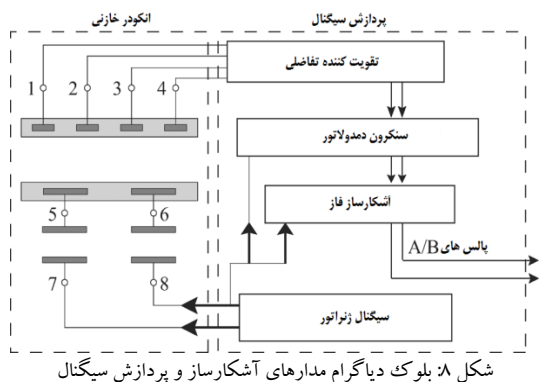 انکودر خازنی
پردازش سیگنال
تقویت کننده تفاضلی
1 2 3 4
سنکرون دمدولاتور
آشکارساز فاز
5 6
پالس های A/B
7 8
سیگنال ژنراتور
شکل ۸: بلوک دیاگرام مدارهای آشکارساز و پردازش سیگنال